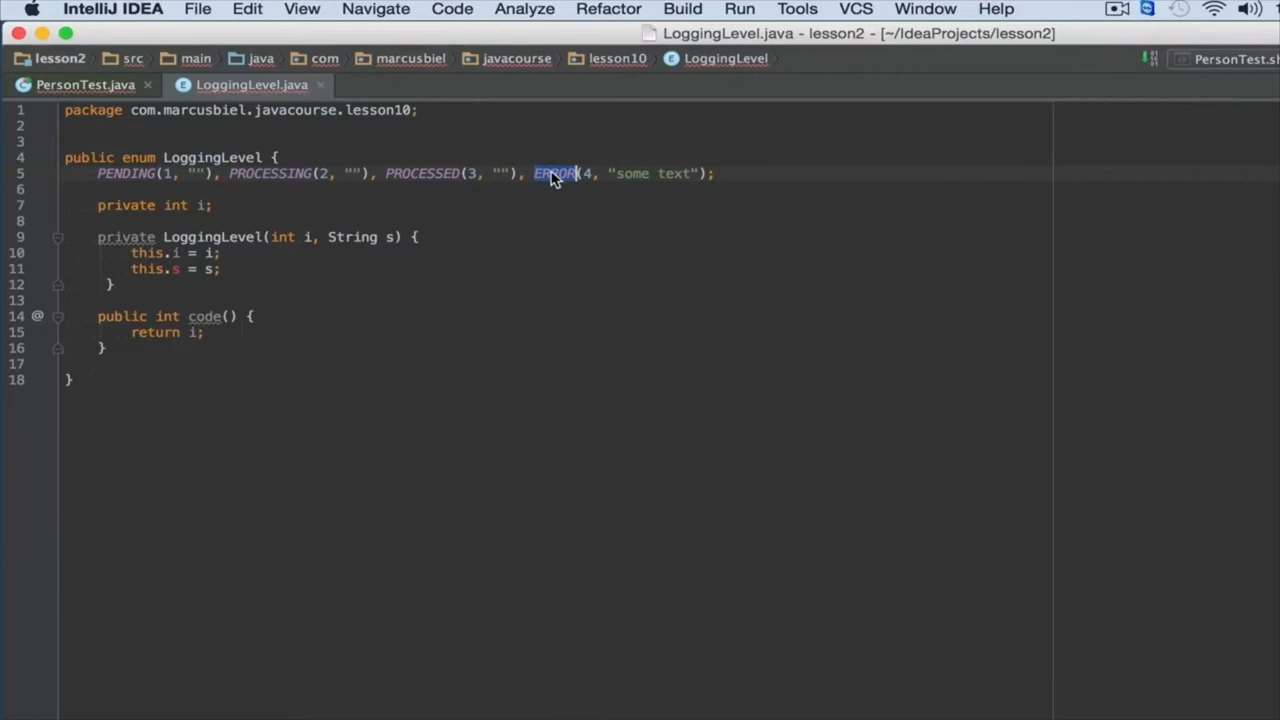 IntelliJ IDEA File Edit View Navigate Code Analyze Refactor Build Run Tools VCS Window Help
LoggingLevel.java - lesson2 - [~/IdeaProjects/lesson2]
lesson2 src main java com marcusbiel javacourse lesson10 LoggingLevel PersonTest.sh
PersonTest.java LoggingLevel.java
1 package com.marcusbiel.javacourse.lesson10;
2
3
4 public enum LoggingLevel {
5 PENDING(1, ""), PROCESSING(2, ""), PROCESSED(3, ""), ERROR(4, "some text");
6
7 private int i;
8
9 private LoggingLevel(int i, String s) {
10 this.i = i;
11 this.s = s;
12 }
13
14 @ public int code() {
15 return i;
16 }
17
18 }